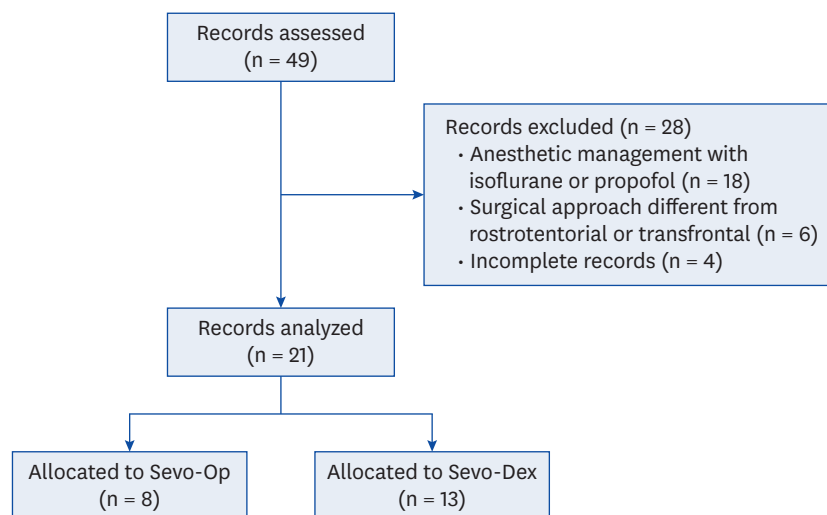 Records assessed
(n = 49)
Records excluded (n = 28)
• Anesthetic management with
isoflurane or propofol (n = 18)
• Surgical approach different from
rostrotentorial or transfrontal (n = 6)
• Incomplete records (n = 4)
Records analyzed
(n = 21)
Allocated to Sevo-Op
(n = 8)
Allocated to Sevo-Dex
(n = 13)